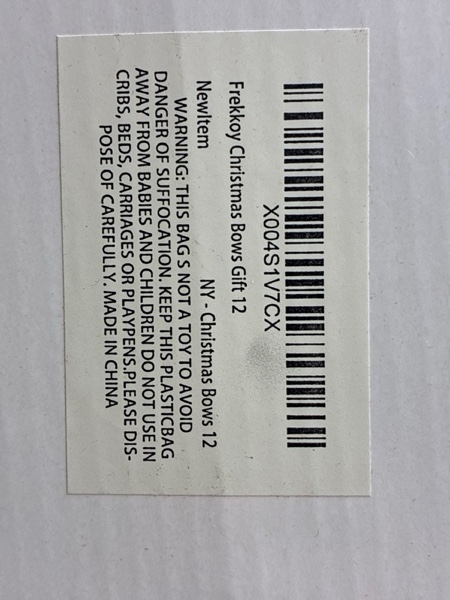 X004S1V7CX
Frekkoy Christmas Bows Gift 12
NewItem NY - Christmas Bows 12
WARNING: THIS BAG S NOT A TOY TO AVOID
DANGER OF SUFFOCATION. KEEP THIS PLASTICBAG
AWAY FROM BABIES AND CHILDREN DO NOT USE IN
CRIBS, BEDS, CARRIAGES OR PLAYPENS.PLEASE DIS-
POSE OF CAREFULLY. MADE IN CHINA